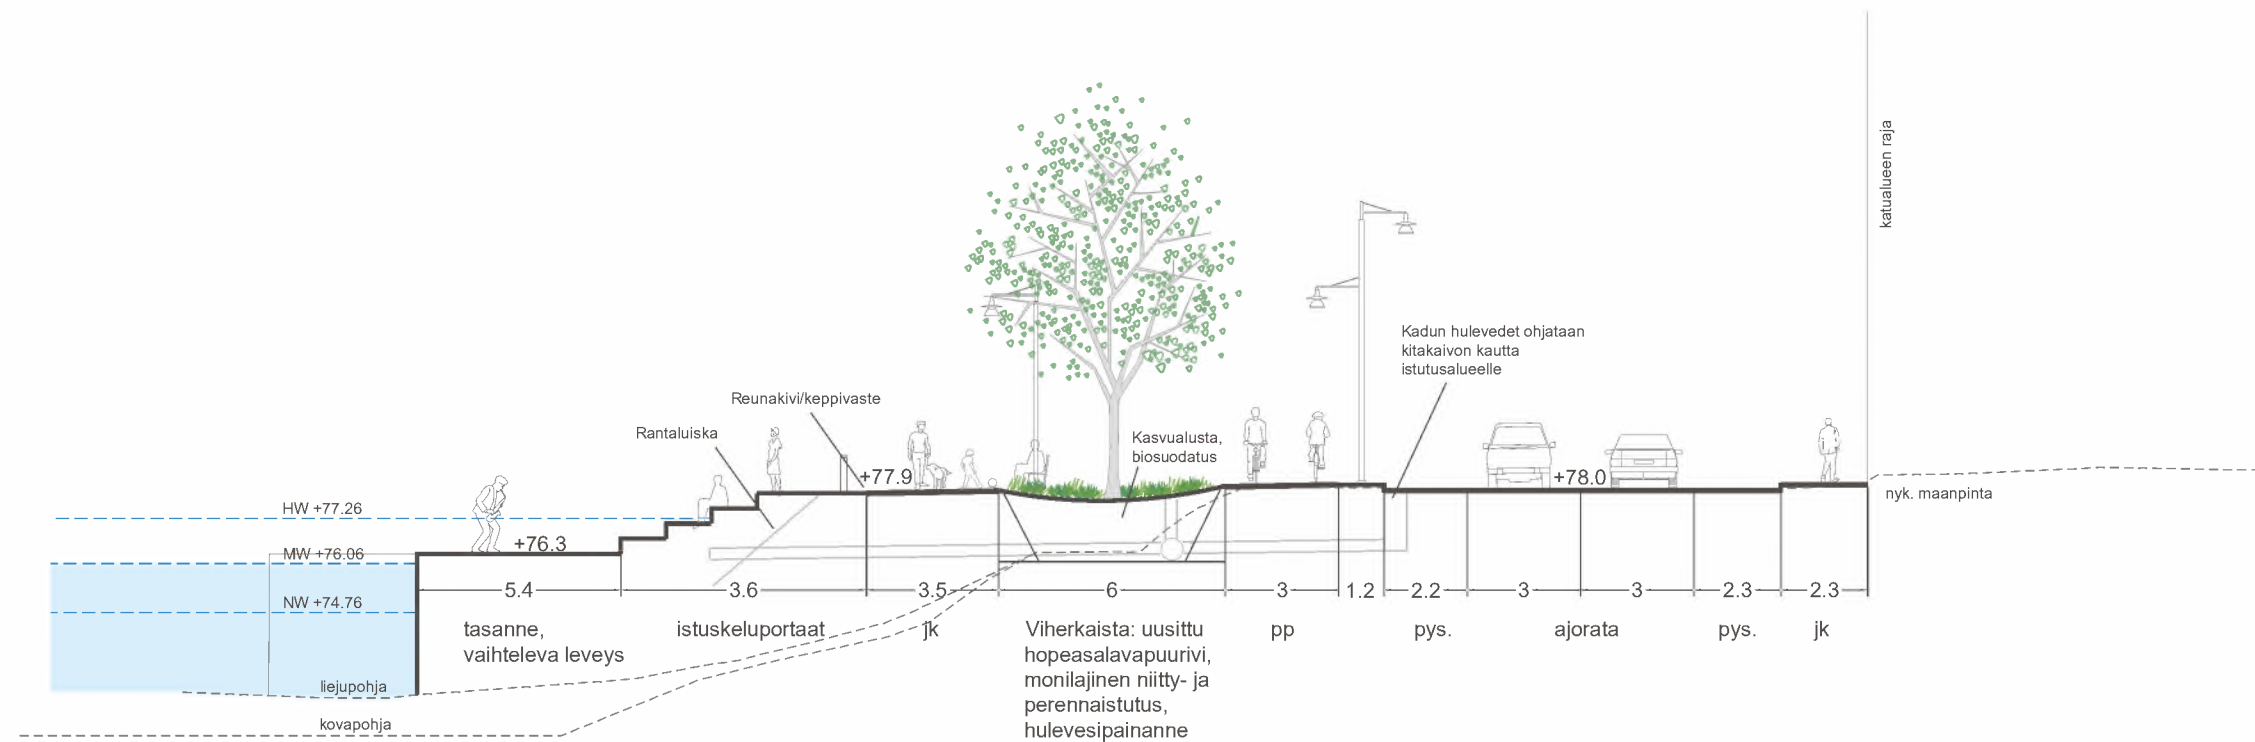 katualueen raja
Kadun hulevedet ohjataan
kitakaivon kautta
istutusalueelle
Reunakivi/keppivaste
Rantaluiska
Kasvualusta,
biosuodatus
+77.9
+78.0
nyk. maanpinta
HW +77.26
+76.3
MW +76.06
NW +74.76
5.4
3.6
3.5
6
3
1.2
2.2
3
3
2.3
2.3
tasanne,
vaihteleva leveys
istuskeluportaat
jk
Viherkaista: uusittu
hopeasalavapuurivi,
monilajinen niitty- ja
perennaistutus,
hulevesipainanne
pp
pys.
ajorata
pys.
jk
liejupohja
kovapohja